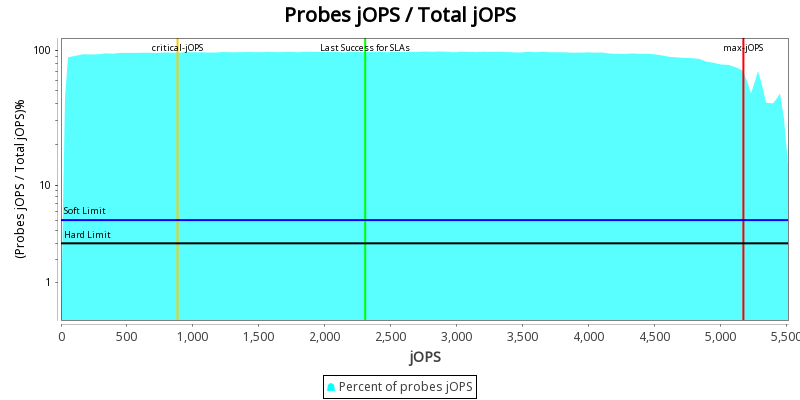 Probes jOPS / Total jOPS
(Probes jOPS / Total jOPS)%
100
10
1
critical-jOPS
Last Success for SLAs
max-jOPS
Soft Limit
Hard Limit
0 500 1,000 1,500 2,000 2,500 3,000 3,500 4,000 4,500 5,000 5,500
jOPS
Percent of probes jOPS